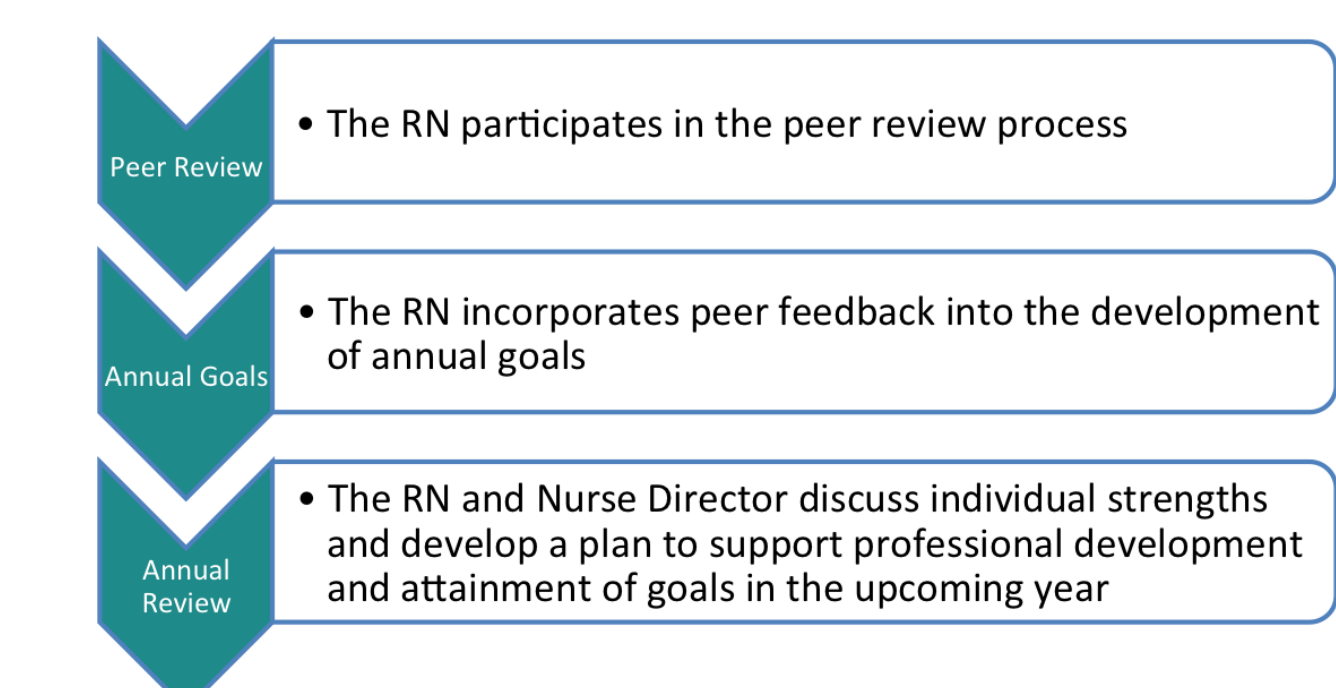 Peer Review
• The RN participates in the peer review process
Annual Goals
• The RN incorporates peer feedback into the development
of annual goals
Annual
Review
• The RN and Nurse Director discuss individual strengths
and develop a plan to support professional development
and attainment of goals in the upcoming year